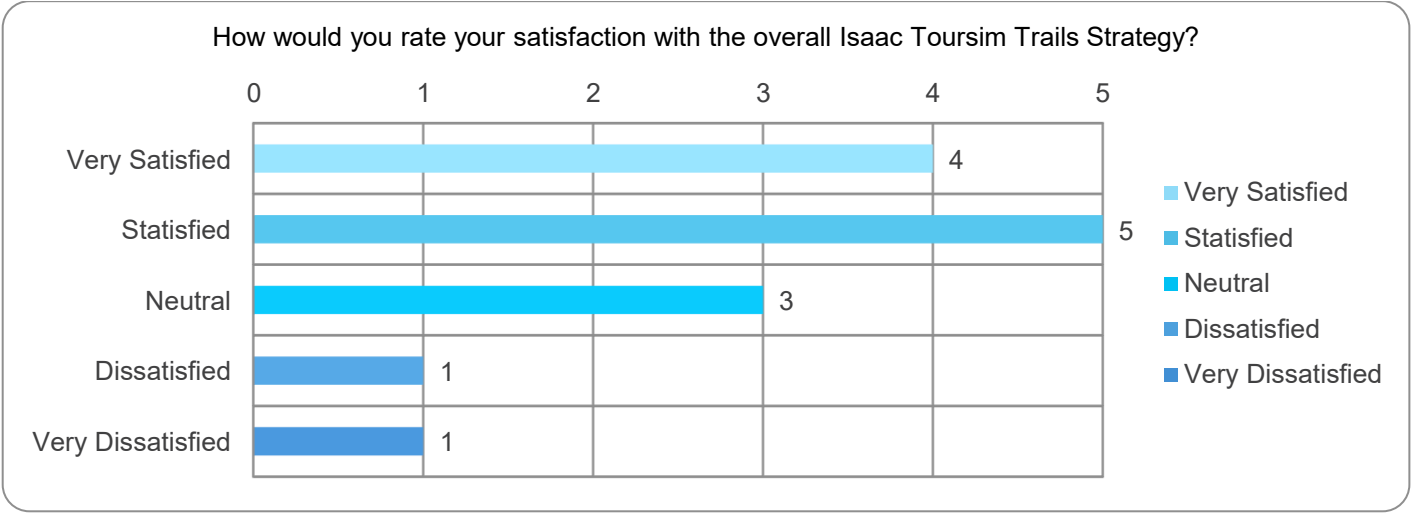 How would you rate your satisfaction with the overall Isaac Toursim Trails Strategy?
0 1 2 3 4 5
Very Satisfied 4
Statisfied 5
Neutral 3
Dissatisfied 1
Very Dissatisfied 1
Very Satisfied
Statisfied
Neutral
Dissatisfied
Very Dissatisfied